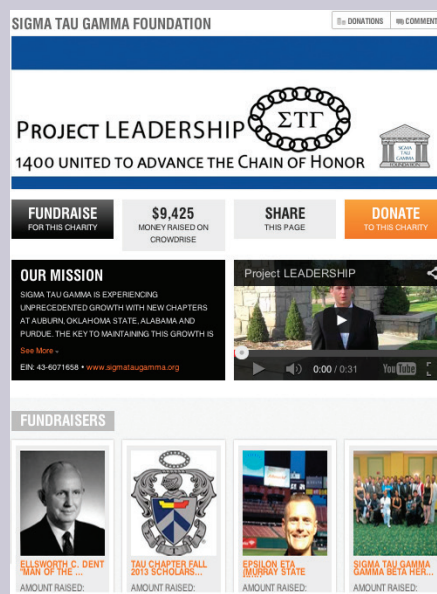 SIGMA TAU GAMMA FOUNDATION
DONATIONS
COMMENT
PROJECT LEADERSHIP
ΣΤΓ
1400 UNITED TO ADVANCE THE CHAIN OF HONOR
SIGMA
TAU
GAMMA
FUNDRAISE
FOR THIS CHARITY
$9,425
MONEY RAISED ON
CROWDRISE
SHARE
THIS PAGE
DONATE
TO THIS CHARITY
OUR MISSION
SIGMA TAU GAMMA IS EXPERIENCING
UNPRECEDENTED GROWTH WITH NEW CHAPTERS
AT AUBURN, OKLAHOMA STATE, ALABAMA AND
PURDUE. THE KEY TO MAINTAINING THIS GROWTH IS
See More
EIN: 43-6071658 • www.sigmataugamma.org
Project LEADERSHIP
0:00 / 0:31
YouTube
FUNDRAISERS
ELLSWORTH C. DENT
"MAN OF THE ...
AMOUNT RAISED:
TAU CHAPTER FALL
2013 SCHOLARS...
AMOUNT RAISED:
EPSILON ETA
(MURRAY STATE
AMOUNT RAISED:
SIGMA TAU GAMMA
GAMMA BETA HER...
AMOUNT RAISED: